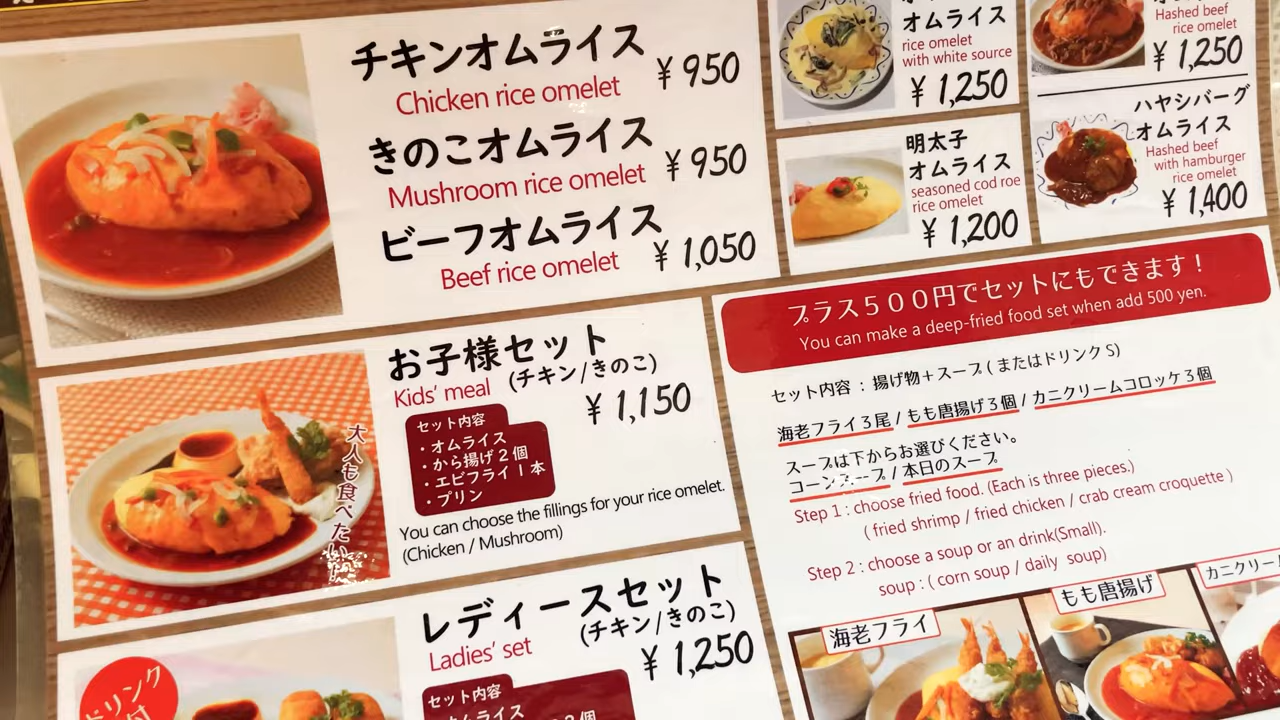 チキンオムライス
Chicken rice omelet
¥ 950
きのこオムライス
Mushroom rice omelet
¥ 950
ビーフオムライス
Beef rice omelet
¥ 1,050
オムライス
rice omelet
with white source
¥ 1,250
Hashed beef
rice omelet
¥ 1,250
明太子
オムライス
seasoned cod roe
rice omelet
¥ 1,200
ハヤシバーグ
オムライス
Hashed beef
with hamburger
rice omelet
¥ 1,400
お子様セット
(チキン/きのこ)
Kids' meal
¥ 1,150
セット内容
・オムライス
・から揚げ2個
・エビフライ1本
・プリン
大人も食べたい
You can choose the fillings for your rice omelet.
(Chicken / Mushroom)
レディースセット
(チキン/きのこ)
Ladies' set
¥ 1,250
セット内容
ドリンク
プラス500円でセットにもできます!
You can make a deep-fried food set when add 500 yen.
セット内容:揚げ物+スープ(またはドリンクS)
海老フライ3尾/もも唐揚げ3個/カニクリームコロッケ3個
スープは下からお選びください。
コーンスープ/本日のスープ
Step 1 : choose fried food. (Each is three pieces.)
( fried shrimp / fried chicken / crab cream croquette )
Step 2 : choose a soup or an drink(Small).
soup : ( corn soup / daily soup)
海老フライ
もも唐揚げ
カニクリーム